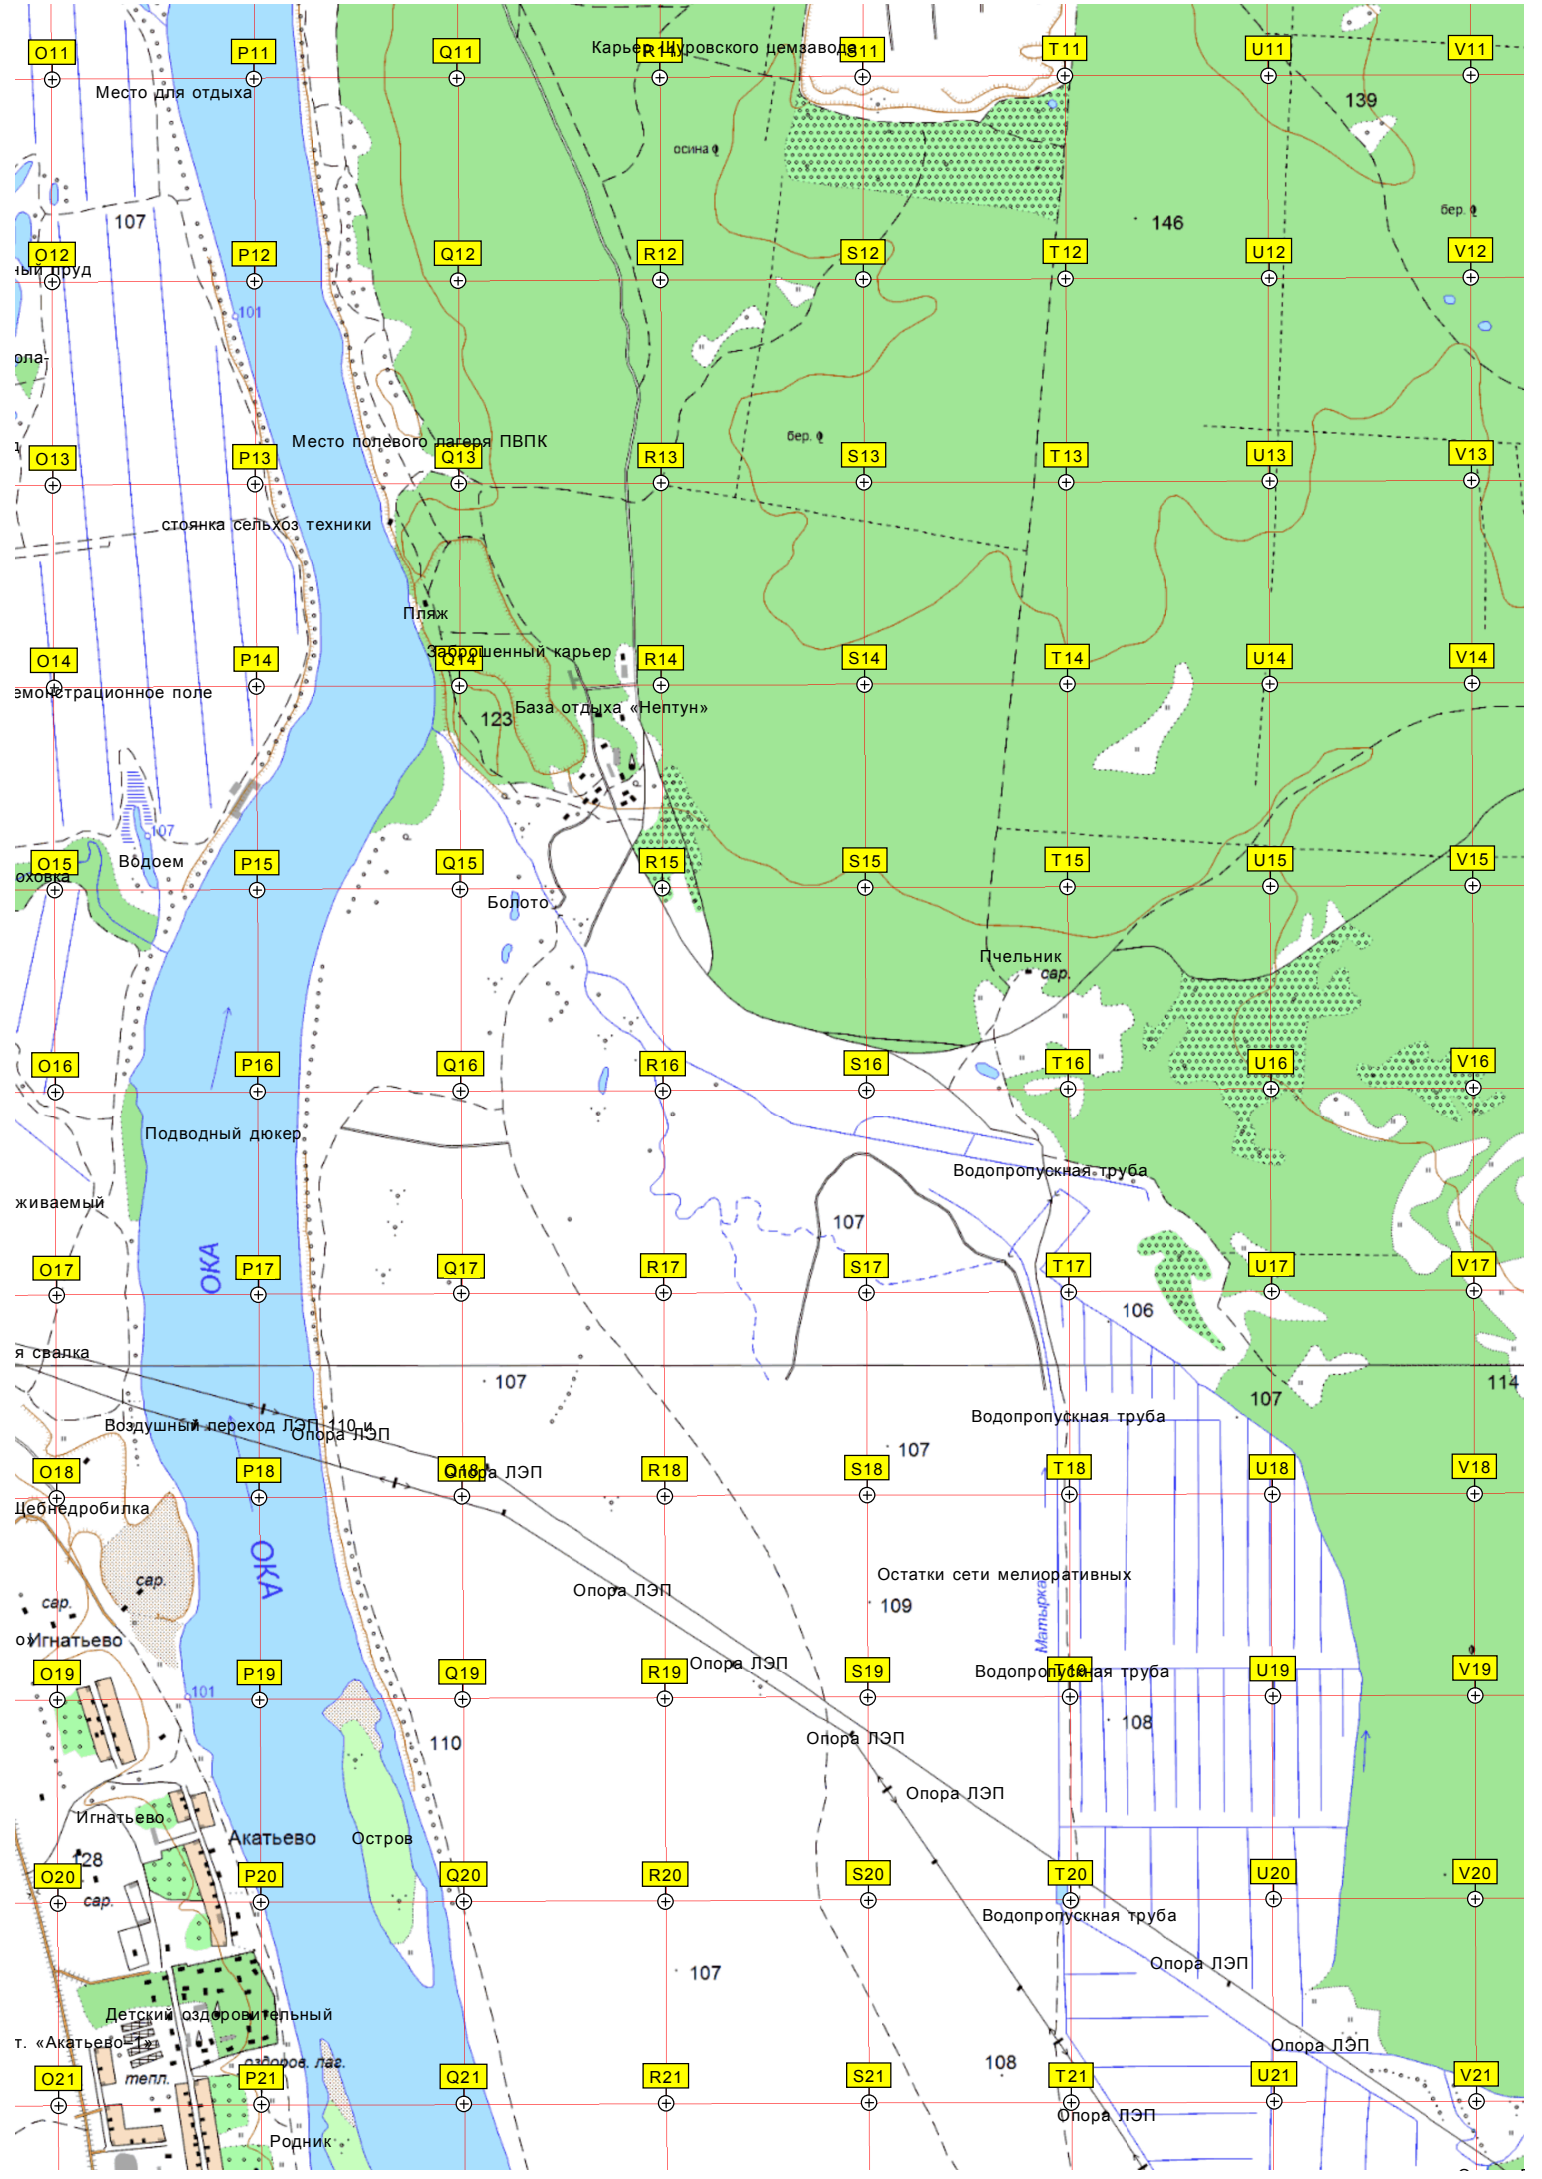 O11 P11 Q11 R11 Карьер Щуровского цемзавода S11 T11 U11 V11
Место для отдыха
139
осина
107
146
бер.
O12 P12 Q12 R12 S12 T12 U12 V12
ный пруд
101
ола-
бер.
Место полевого лагеря ПВПК
O13 P13 Q13 R13 S13 T13 U13 V13
стоянка сельхоз техники
Пляж
Заброшенный карьер
O14 P14 Q14 R14 S14 T14 U14 V14
емонстрационное поле
База отдыха «Нептун»
123
107
Водоем
O15 P15 Q15 R15 S15 T15 U15 V15
оховка
Болото
Пчельник
сар.
O16 P16 Q16 R16 S16 T16 U16 V16
Подводный дюкер
Водопропускная труба
живаемый
107
ОКА
O17 P17 Q17 R17 S17 T17 U17 V17
106
я свалка
107
114
107
Воздушный переход ЛЭП 110 и
Опора ЛЭП
Водопропускная труба
107
O18 P18 Q18 R18 S18 T18 U18 V18
Опора ЛЭП
Щебнедробилка
ОКА
сар.
Опора ЛЭП
Остатки сети мелиоративных
сар.
109
Матырка
о»
Игнатьево
O19 P19 Q19 R19 S19 T19 U19 V19
Опора ЛЭП
Водопропускная труба
101
108
110
Опора ЛЭП
Опора ЛЭП
Игнатьево
Акатьево
Остров
128
O20 P20 Q20 R20 S20 T20 U20 V20
сар.
Водопропускная труба
Опора ЛЭП
107
Детский оздоровительный
т. «Акатьево-1»
Опора ЛЭП
оздоров. лаг.
108
тепл.
O21 P21 Q21 R21 S21 T21 U21 V21
Опора ЛЭП
Родник